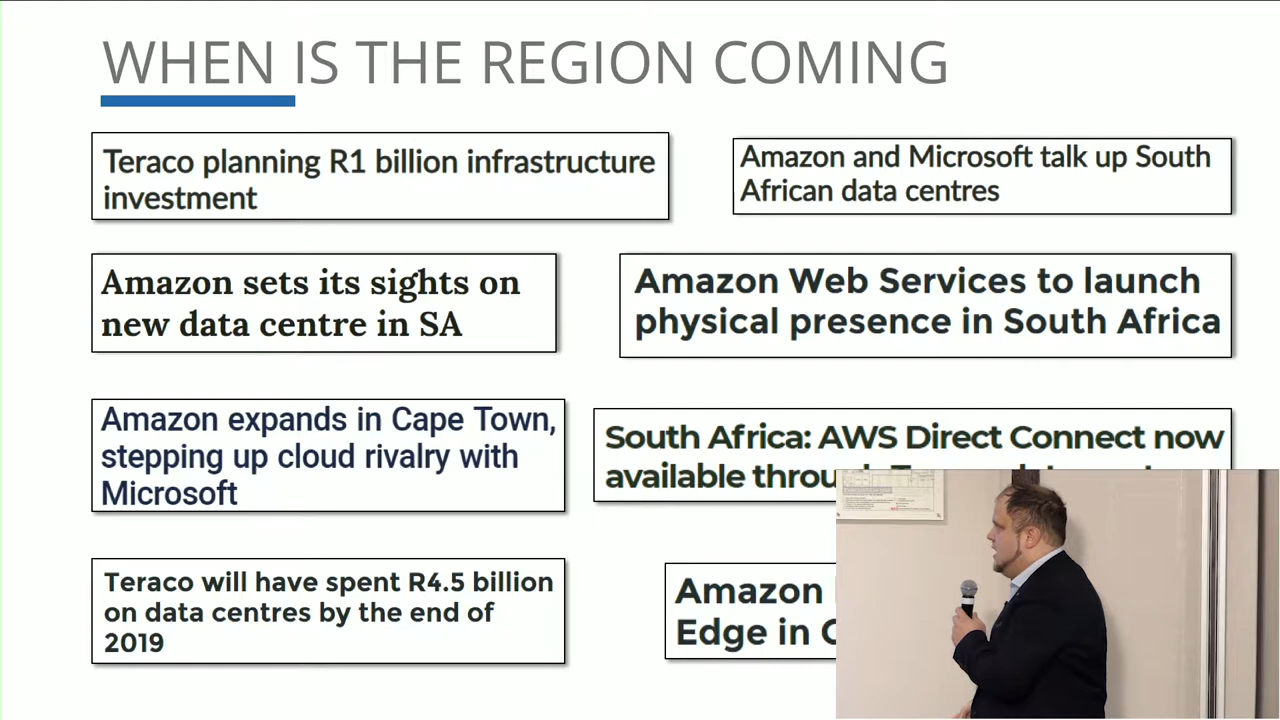 WHEN IS THE REGION COMING
Teraco planning R1 billion infrastructure
investment
Amazon and Microsoft talk up South
African data centres
Amazon sets its sights on
new data centre in SA
Amazon Web Services to launch
physical presence in South Africa
Amazon expands in Cape Town,
stepping up cloud rivalry with
Microsoft
South Africa: AWS Direct Connect now
available
Teraco will have spent R4.5 billion
on data centres by the end of
2019
Amazon
Edge in